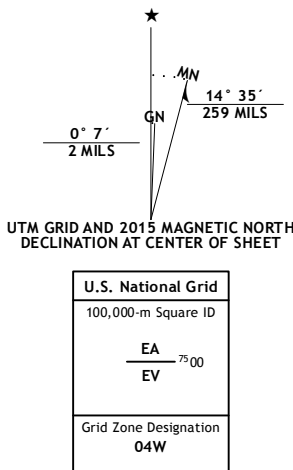 ★
MN
GN
14° 35´
259 MILS
0° 7´
2 MILS
UTM GRID AND 2015 MAGNETIC NORTH
DECLINATION AT CENTER OF SHEET
U.S. National Grid
100,000-m Square ID
EA
7500
EV
Grid Zone Designation
04W